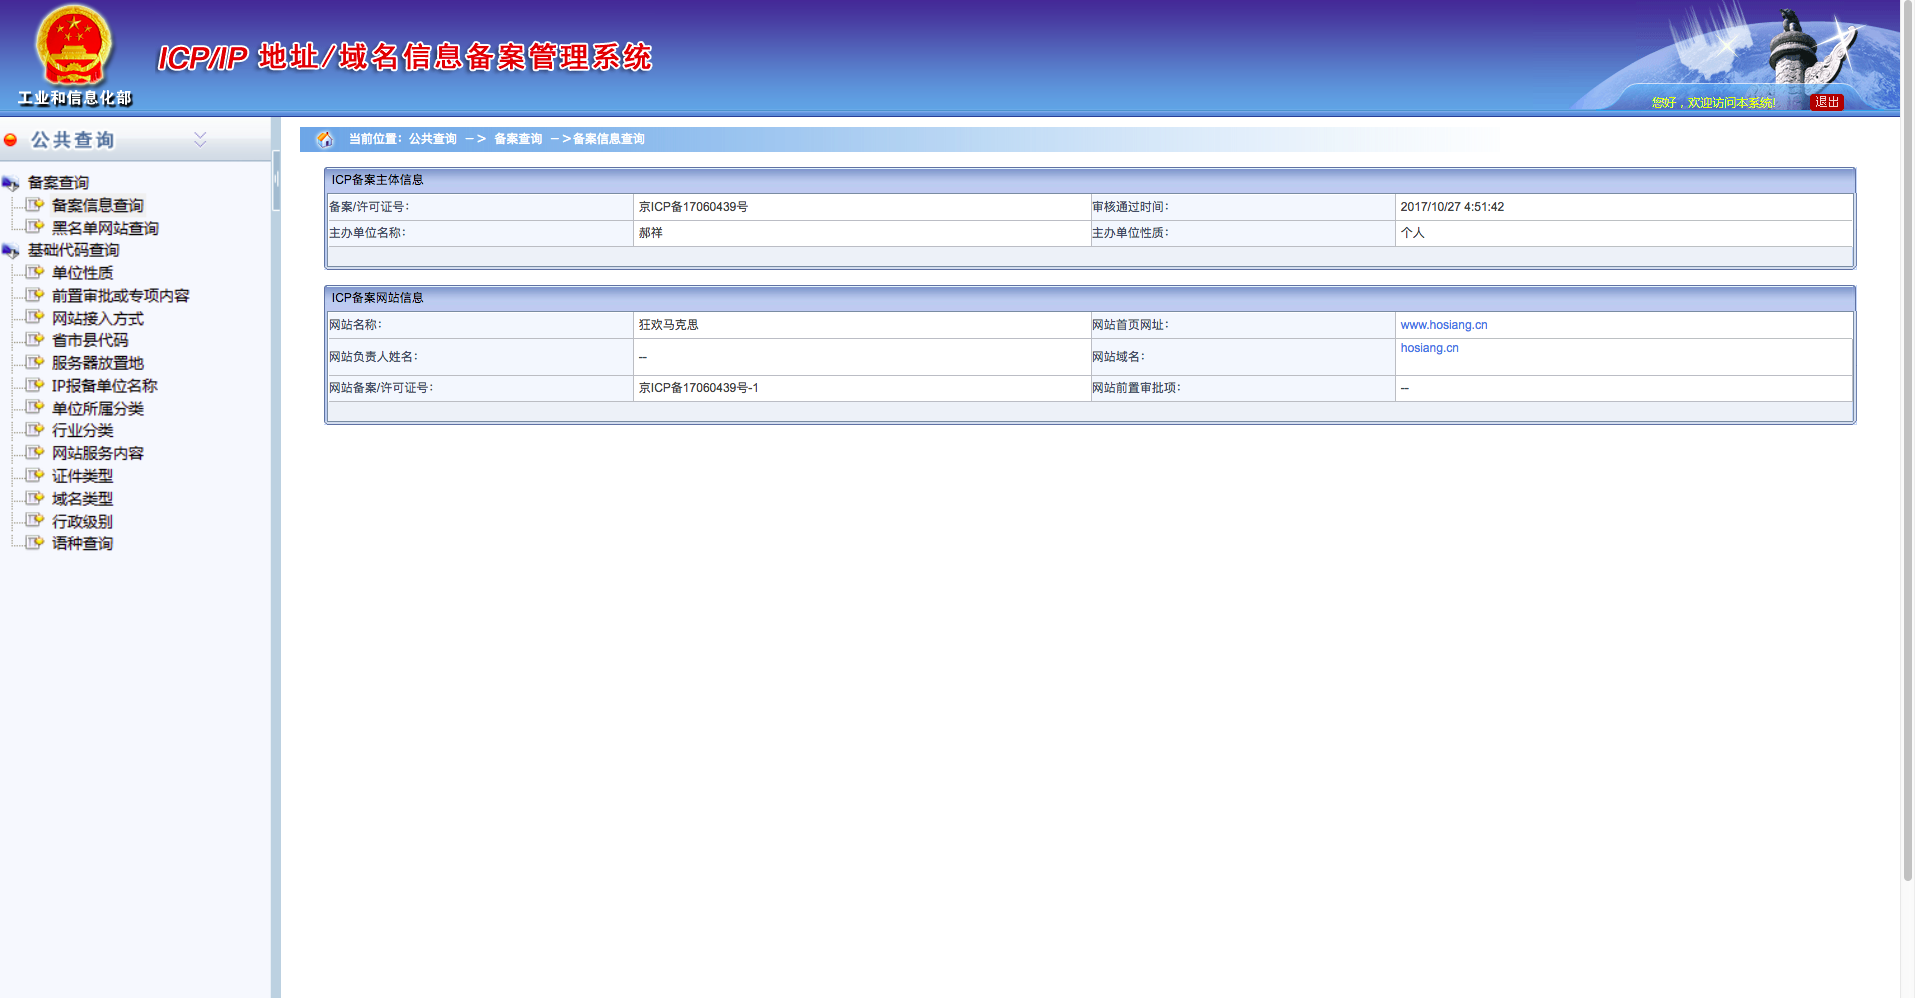 ICP/IP 地址/域名信息备案管理系统
工业和信息化部
您好，欢迎访问本系统!
退出
公共查询
备案查询
备案信息查询
黑名单网站查询
基础代码查询
单位性质
前置审批或专项内容
网站接入方式
省市县代码
服务器放置地
IP报备单位名称
单位所属分类
行业分类
网站服务内容
证件类型
域名类型
行政级别
语种查询
当前位置：公共查询 －> 备案查询 －>备案信息查询
ICP备案主体信息
备案/许可证号： 京ICP备17060439号 审核通过时间： 2017/10/27 4:51:42
主办单位名称： 郝祥 主办单位性质： 个人
ICP备案网站信息
网站名称： 狂欢马克思 网站首页网址： www.hosiang.cn
网站负责人姓名： -- 网站域名： hosiang.cn
网站备案/许可证号： 京ICP备17060439号-1 网站前置审批项： --